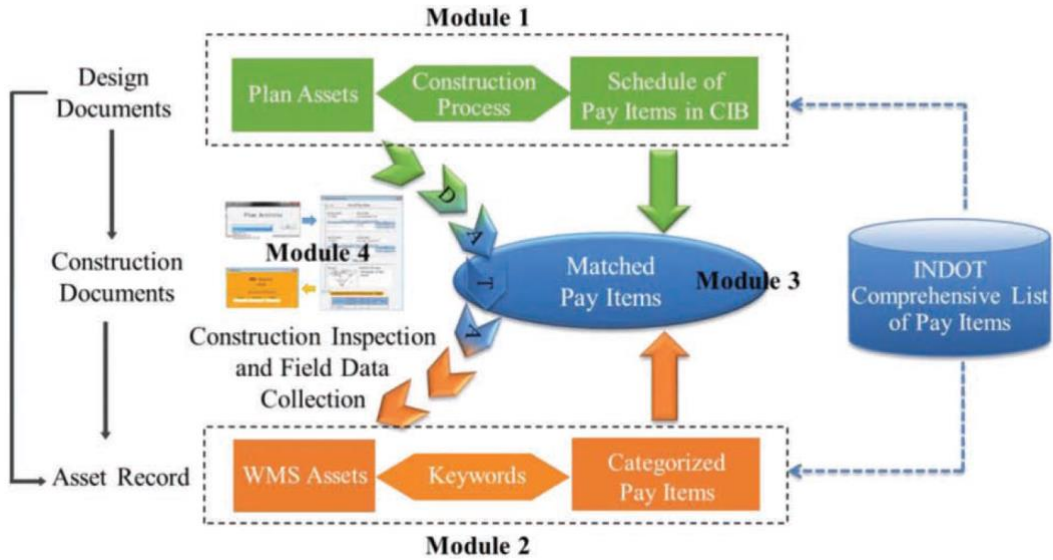 Module 1
Design
Documents
Plan Assets
Construction
Process
Schedule of
Pay Items in CIB
D
A
T
A
Module 4
Construction
Documents
Matched
Pay Items
Module 3
INDOT
Comprehensive List
of Pay Items
Construction Inspection
and Field Data
Collection
Asset Record
WMS Assets
Keywords
Categorized
Pay Items
Module 2